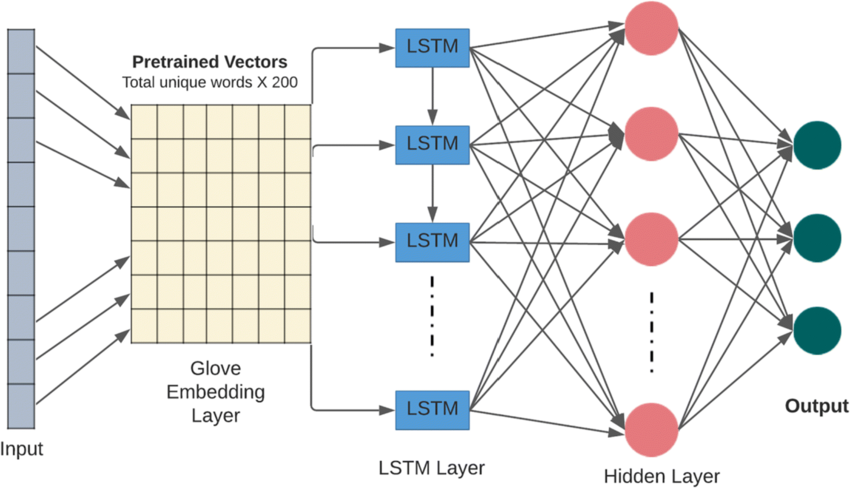 Pretrained Vectors
Total unique words X 200
LSTM
LSTM
LSTM
LSTM
Glove
Embedding
Layer
Input
LSTM Layer
Hidden Layer
Output